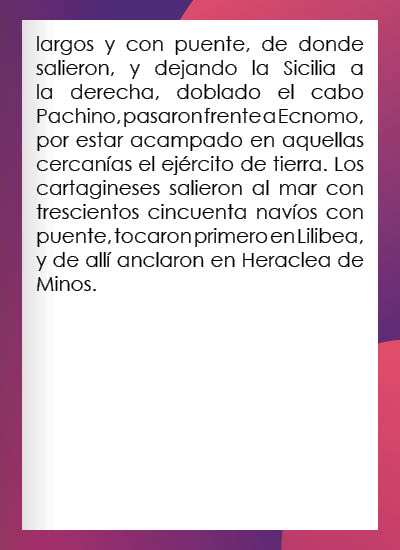 largos y con puente, de donde
salieron, y dejando la Sicilia a
la derecha, doblado el cabo
Pachino, pasaron frente a Ecnomo,
por estar acampado en aquellas
cercanías el ejército de tierra. Los
cartagineses salieron al mar con
trescientos cincuenta navíos con
puente, tocaron primero en Lilibea,
y de allí anclaron en Heraclea de
Minos.